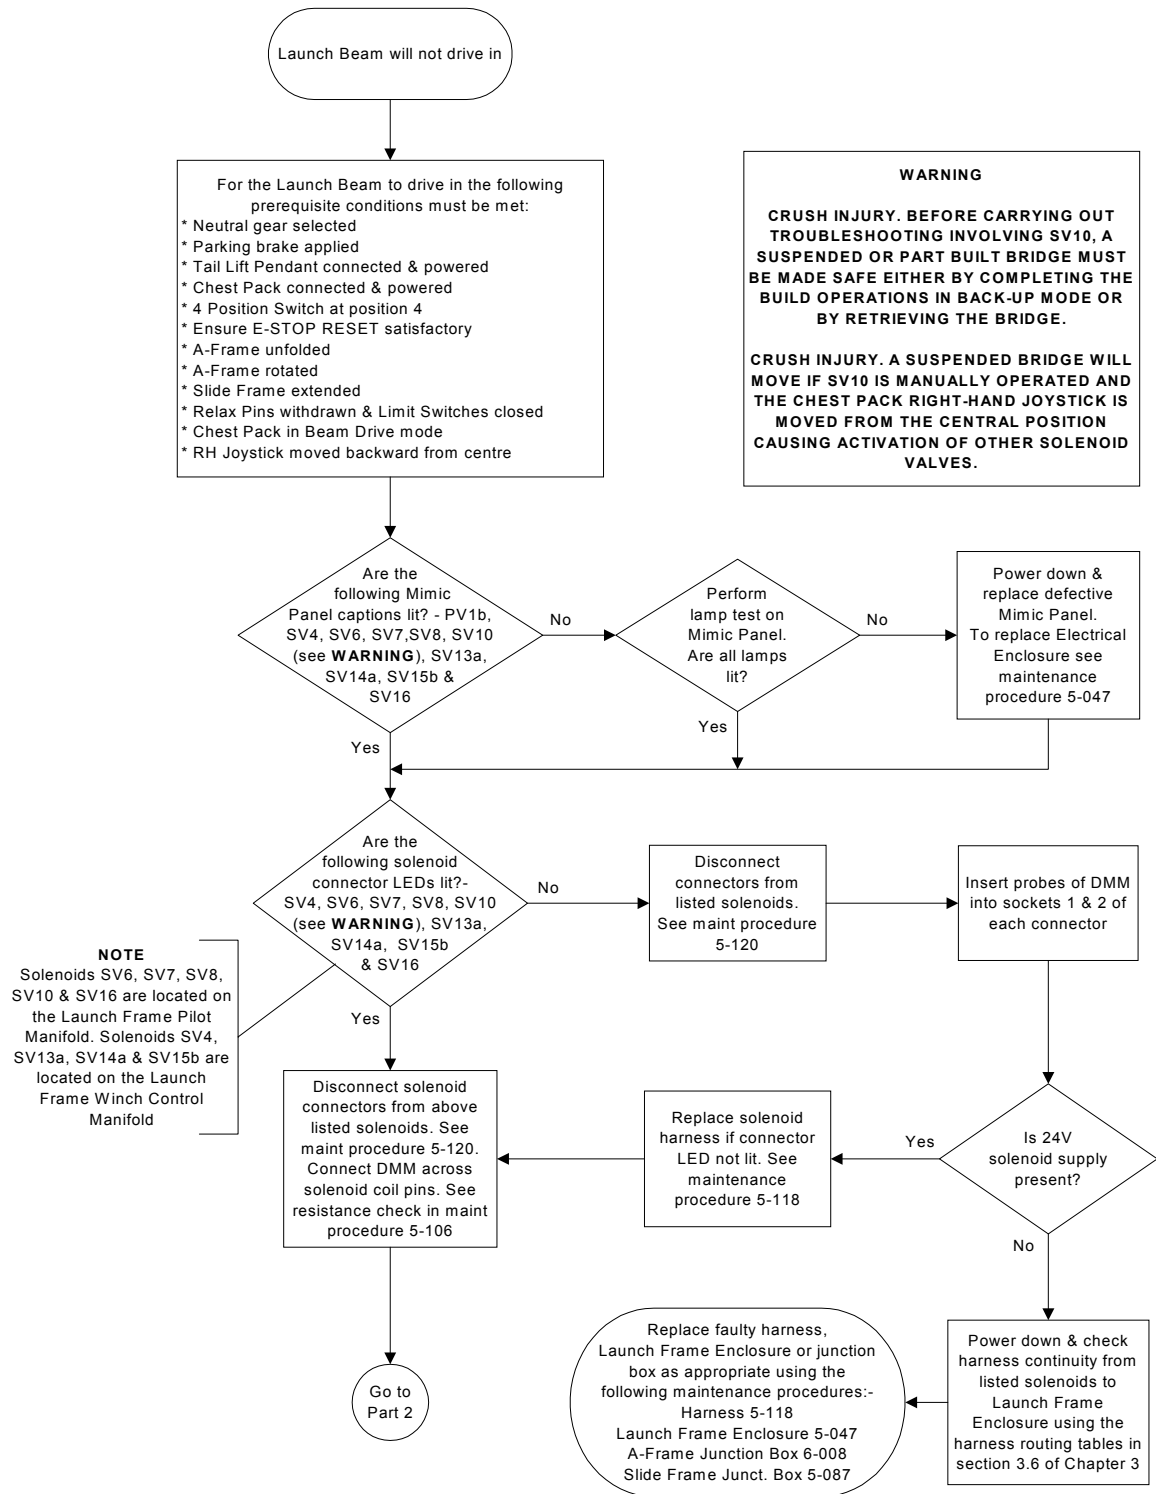 Launch Beam will not drive in
For the Launch Beam to drive in the following
prerequisite conditions must be met:
* Neutral gear selected
* Parking brake applied
* Tail Lift Pendant connected & powered
* Chest Pack connected & powered
* 4 Position Switch at position 4
* Ensure E-STOP RESET satisfactory
* A-Frame unfolded
* A-Frame rotated
* Slide Frame extended
* Relax Pins withdrawn & Limit Switches closed
* Chest Pack in Beam Drive mode
* RH Joystick moved backward from centre
WARNING
CRUSH INJURY. BEFORE CARRYING OUT
TROUBLESHOOTING INVOLVING SV10, A
SUSPENDED OR PART BUILT BRIDGE MUST
BE MADE SAFE EITHER BY COMPLETING THE
BUILD OPERATIONS IN BACK-UP MODE OR
BY RETRIEVING THE BRIDGE.
CRUSH INJURY. A SUSPENDED BRIDGE WILL
MOVE IF SV10 IS MANUALLY OPERATED AND
THE CHEST PACK RIGHT-HAND JOYSTICK IS
MOVED FROM THE CENTRAL POSITION
CAUSING ACTIVATION OF OTHER SOLENOID
VALVES.
Are the
following Mimic
Panel captions lit? - PV1b,
SV4, SV6, SV7,SV8, SV10
(see WARNING), SV13a,
SV14a, SV15b &
SV16
No
Yes
Perform
lamp test on
Mimic Panel.
Are all lamps
lit?
No
Yes
Power down &
replace defective
Mimic Panel.
To replace Electrical
Enclosure see
maintenance
procedure 5-047
Are the
following solenoid
connector LEDs lit?-
SV4, SV6, SV7, SV8, SV10
(see WARNING), SV13a,
SV14a, SV15b
& SV16
No
Yes
Disconnect
connectors from
listed solenoids.
See maint procedure
5-120
Insert probes of DMM
into sockets 1 & 2 of
each connector
NOTE
Solenoids SV6, SV7, SV8,
SV10 & SV16 are located on
the Launch Frame Pilot
Manifold. Solenoids SV4,
SV13a, SV14a & SV15b are
located on the Launch
Frame Winch Control
Manifold
Disconnect solenoid
connectors from above
listed solenoids. See
maint procedure 5-120.
Connect DMM across
solenoid coil pins. See
resistance check in maint
procedure 5-106
Replace solenoid
harness if connector
LED not lit. See
maintenance
procedure 5-118
Yes
Is 24V
solenoid supply
present?
No
Go to
Part 2
Replace faulty harness,
Launch Frame Enclosure or junction
box as appropriate using the
following maintenance procedures:-
Harness 5-118
Launch Frame Enclosure 5-047
A-Frame Junction Box 6-008
Slide Frame Junct. Box 5-087
Power down & check
harness continuity from
listed solenoids to
Launch Frame
Enclosure using the
harness routing tables in
section 3.6 of Chapter 3